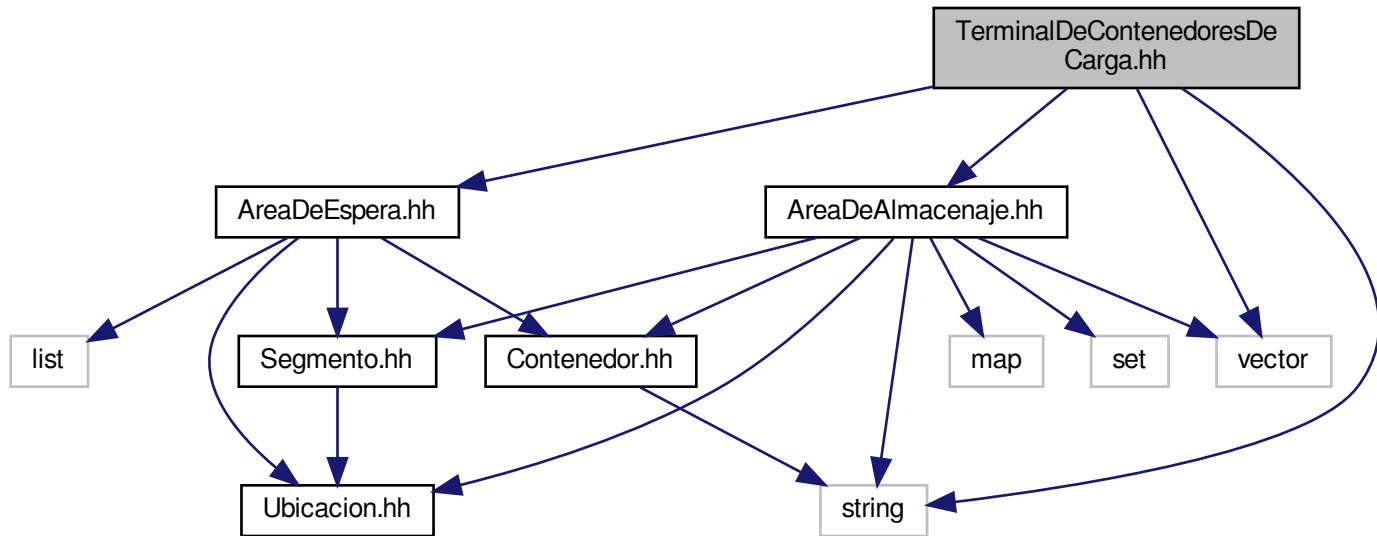 TerminalDeContenedoresDe
Carga.hh
AreaDeEspera.hh
AreaDeAlmacenaje.hh
list
Segmento.hh
Contenedor.hh
map
set
vector
Ubicacion.hh
string